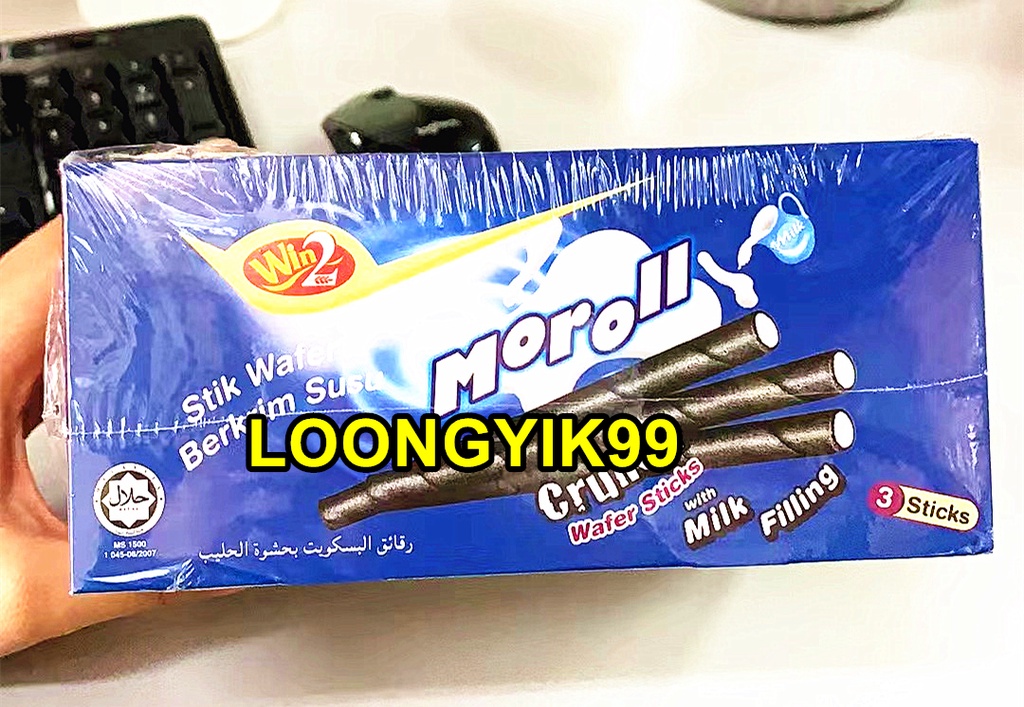 Win2
Milk
Moroll
Stik Wafer
Berkrim Susu
LOONGYIK99
Wafer Sticks
with
Milk Filling
3 Sticks
حلال
MS 1500
1 045-06/2007
رقائق البسكويت بحشوة الحليب